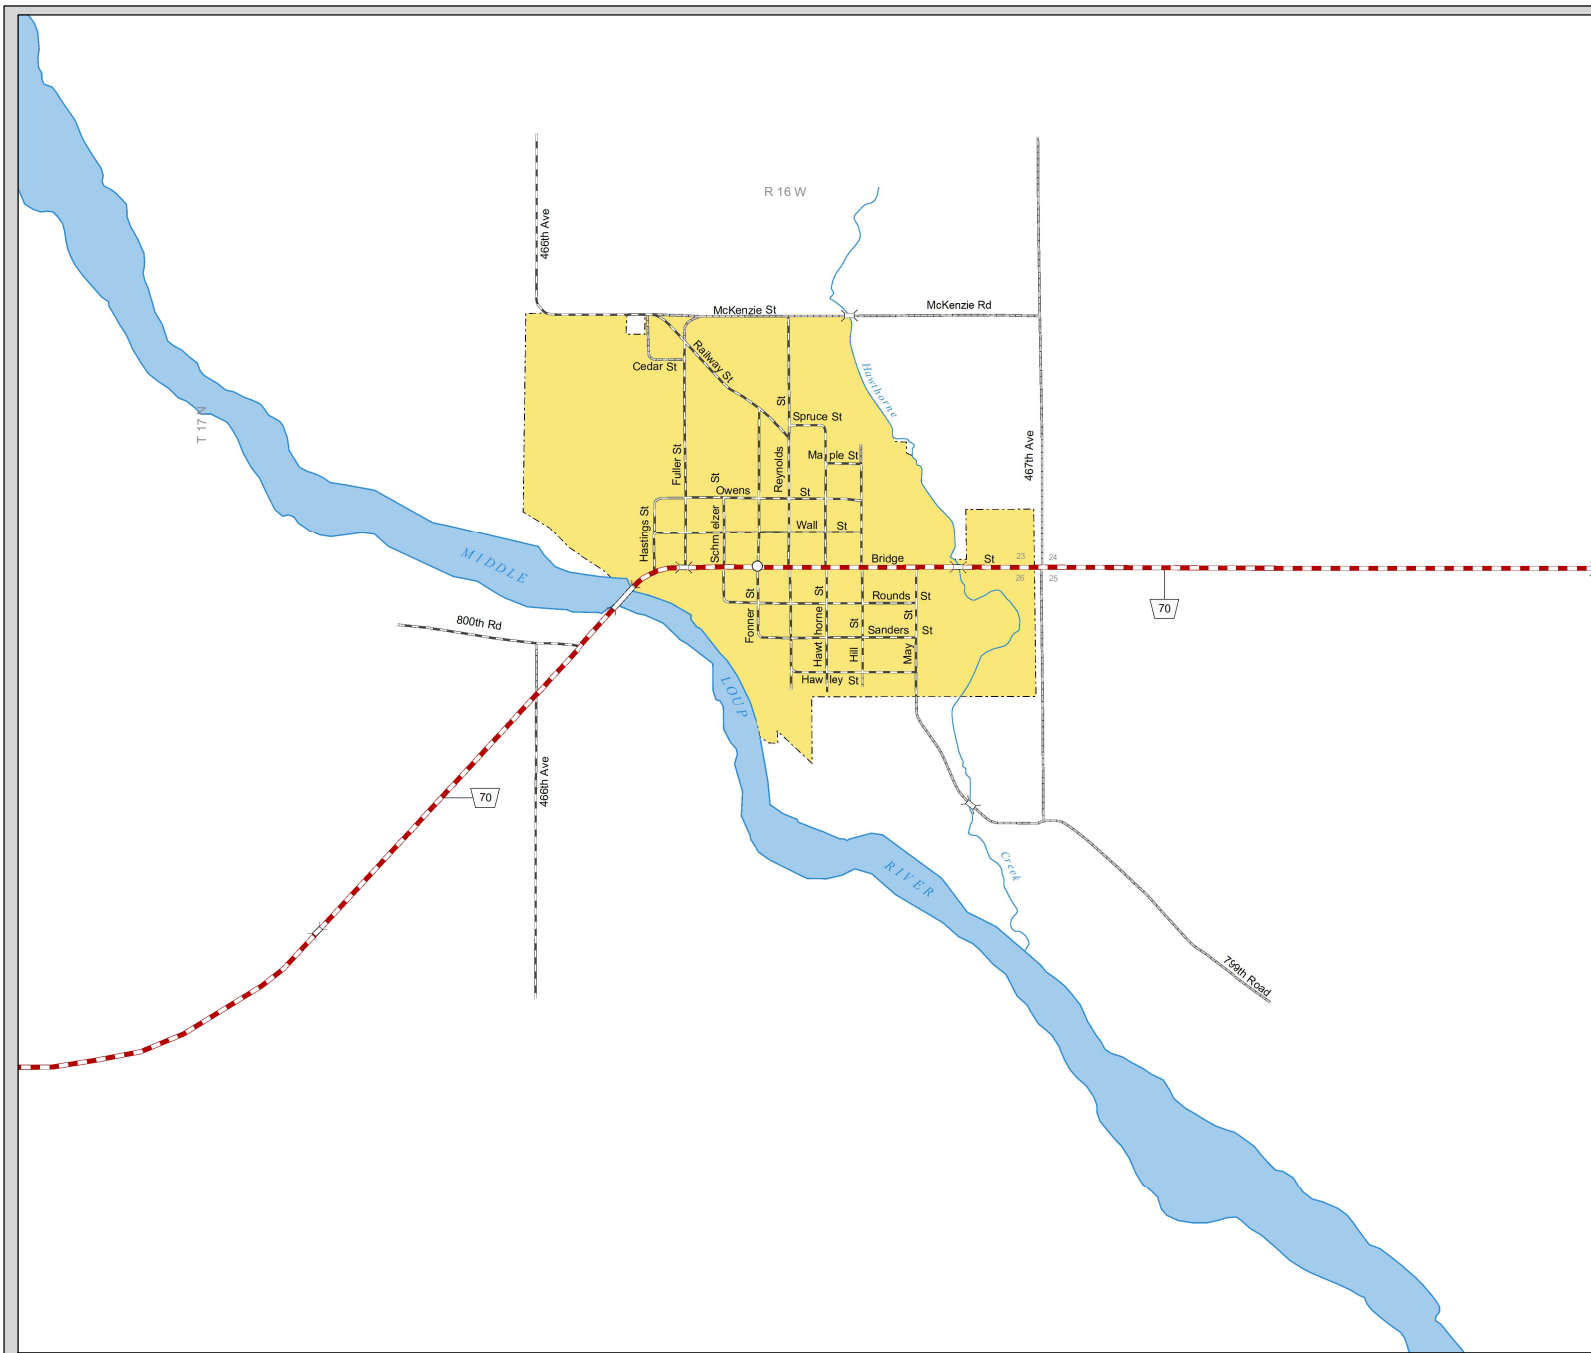 R 16 W
466th Ave
McKenzie St
McKenzie Rd
Cedar St
Railway St
Hawthorne
Spruce St
T 17 N
467th Ave
Maple St
Fuller St
Reynolds St
Owens St
Hastings St
Schmelzer St
Wall St
MIDDLE
Bridge St
23 24
26 25
70
800th Rd
Rounds St
Fonner St
Hawthorne St
Hill St
May St
Sanders St
Hawley St
LOUP
466th Ave
70
RIVER
Creek
799th Road